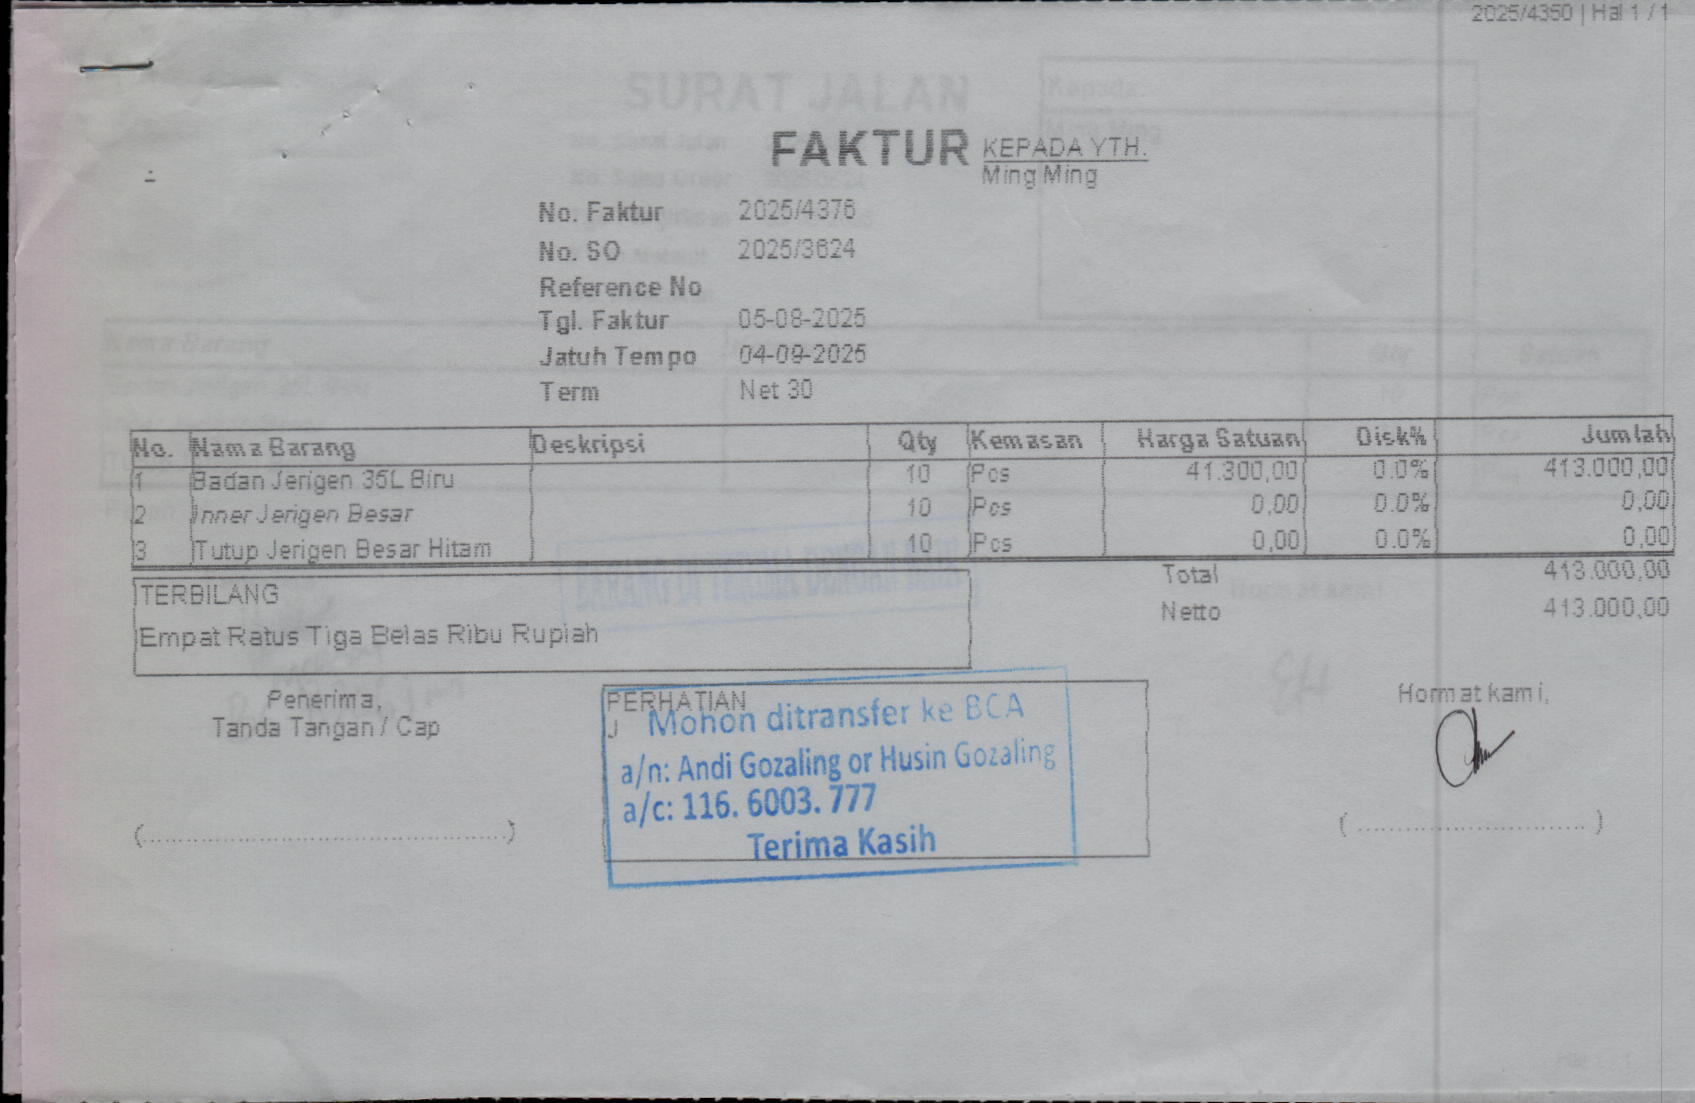 2025/4350 | Hal 1 / 1
SURAT JALAN
Kepada
FAKTUR
KEPADA YTH.
Ming Ming
No. Faktur 2025/4376
No. SO 2025/3624
Reference No
Tgl. Faktur 05-08-2025
Jatuh Tempo 04-09-2025
Term Net 30
No. Nama Barang Deskripsi Qty Kemasan Harga Satuan Disk% Jumlah
1 Badan Jerigen 35L Biru 10 Pcs 41.300,00 0.0% 413.000,00
2 Inner Jerigen Besar 10 Pcs 0,00 0.0% 0,00
3 Tutup Jerigen Besar Hitam 10 Pcs 0,00 0.0% 0,00
Total 413.000,00
Netto 413.000,00
TERBILANG
Empat Ratus Tiga Belas Ribu Rupiah
Penerima,
Tanda Tangan / Cap
(..........................................)
PERHATIAN
J
Mohon ditransfer ke BCA
a/n: Andi Gozaling or Husin Gozaling
a/c: 116. 6003. 777
Terima Kasih
Hormat kami,
(..........................)